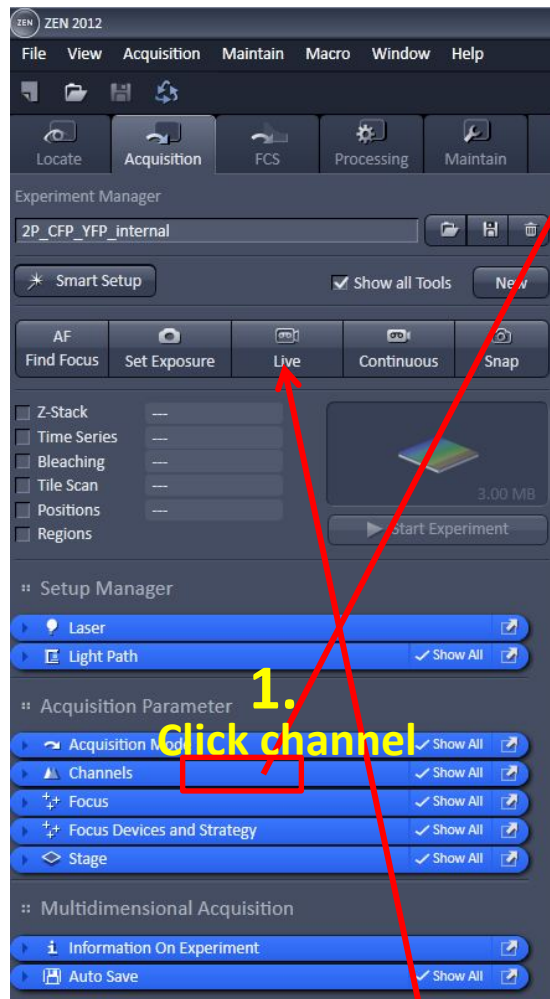 ZEN ZEN 2012
File View Acquisition Maintain Macro Window Help
Locate Acquisition FCS Processing Maintain
Experiment Manager
2P_CFP_YFP_internal
Smart Setup Show all Tools New
AF
Find Focus Set Exposure Live Continuous Snap
Z-Stack ---
Time Series ---
Bleaching ---
Tile Scan ---
Positions ---
Regions
3.00 MB
Start Experiment
Setup Manager
Laser
Light Path Show All
Acquisition Parameter
1.
Click channel
Acquisition Mode Show All
Channels Show All
Focus Show All
Focus Devices and Strategy Show All
Stage Show All
Multidimensional Acquisition
Information On Experiment
Auto Save Show All